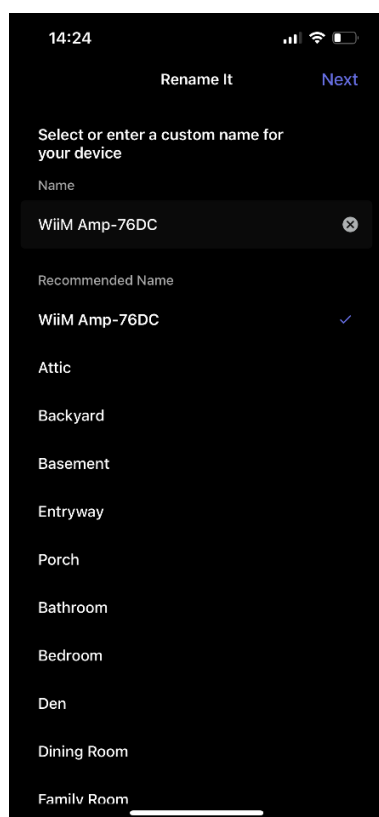 14:24
Rename It
Next
Select or enter a custom name for
your device
Name
WiiM Amp-76DC
Recommended Name
WiiM Amp-76DC
Attic
Backyard
Basement
Entryway
Porch
Bathroom
Bedroom
Den
Dining Room
Family Room